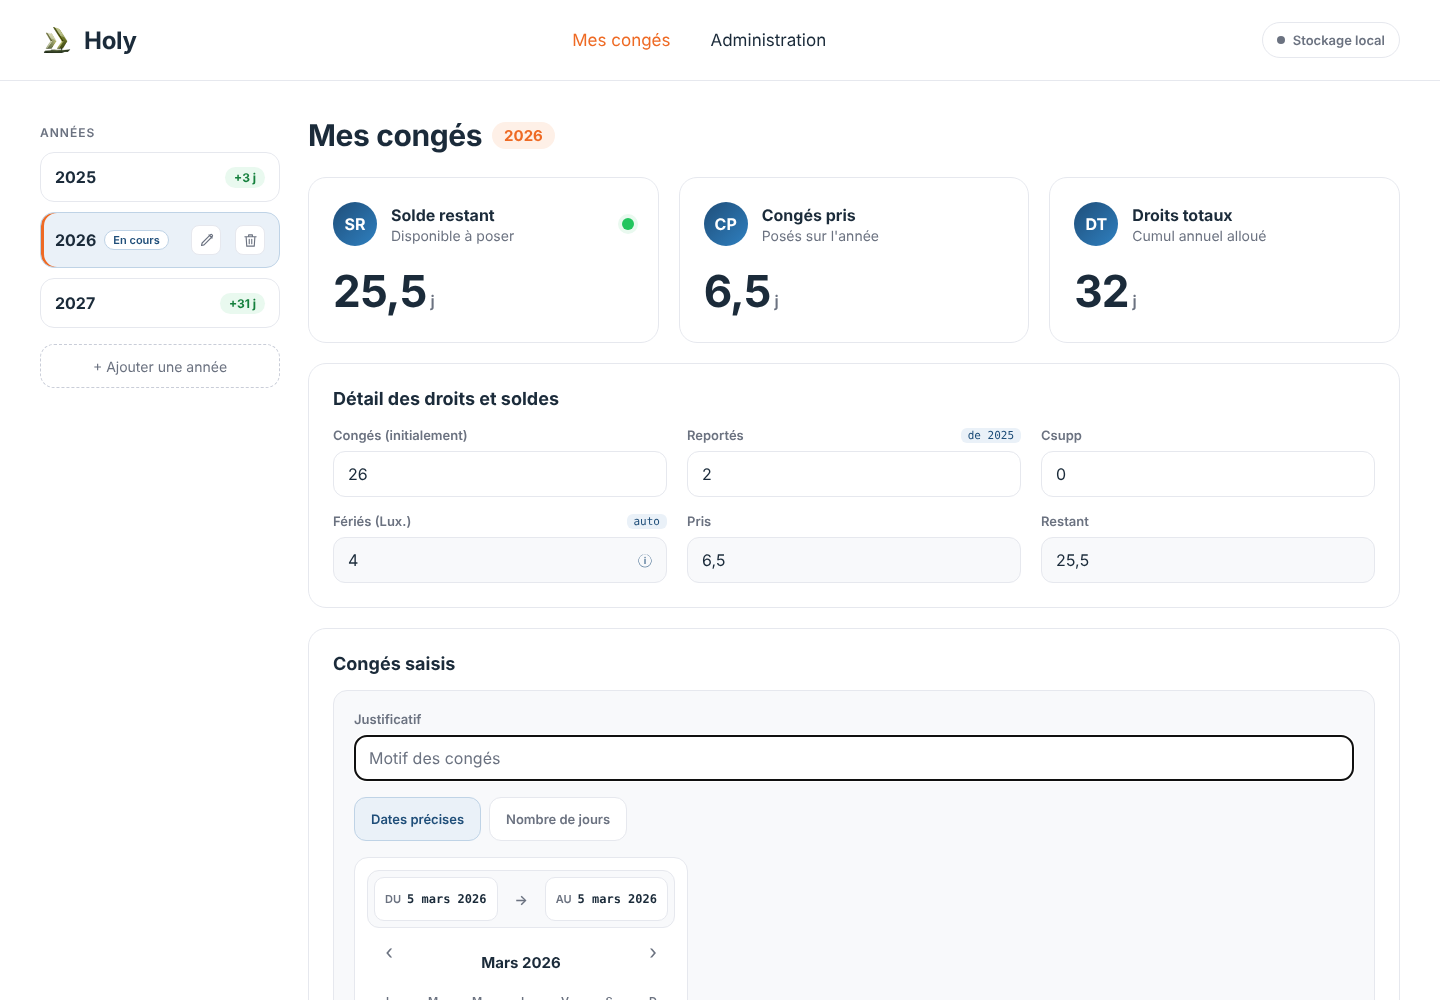 Holy
Mes congés
Administration
Stockage local
ANNÉES
2025
+3 j
2026
En cours
2027
+31 j
+ Ajouter une année
Mes congés
2026
SR
Solde restant
Disponible à poser
25,5 j
CP
Congés pris
Posés sur l'année
6,5 j
DT
Droits totaux
Cumul annuel alloué
32 j
Détail des droits et soldes
Congés (initialement)
26
Reportés
de 2025
2
Csupp
0
Fériés (Lux.)
auto
4
Pris
6,5
Restant
25,5
Congés saisis
Justificatif
Motif des congés
Dates précises
Nombre de jours
DU 5 mars 2026
→
AU 5 mars 2026
Mars 2026